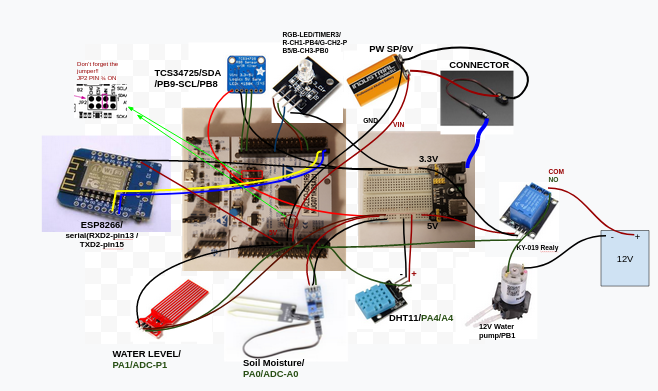 RGB-LED/TIMER3/
R-CH1-PB4/G-CH2-P
B5/B-CH3-PB0
PW SP/9V
Don't forget the
jumper!!
JP2 PIN ¾ ON
TCS34725/SDA
/PB9-SCL/PB8
CONNECTOR
GND
VIN
3.3V
COM
NO
ESP8266/
serial(RXD2-pin13 /
TXD2-pin15
5V
KY-019 Realy
- +
12V
- +
DHT11/PA4/A4
12V Water
pump/PB1
WATER LEVEL/
PA1/ADC-P1
Soil Moisture/
PA0/ADC-A0